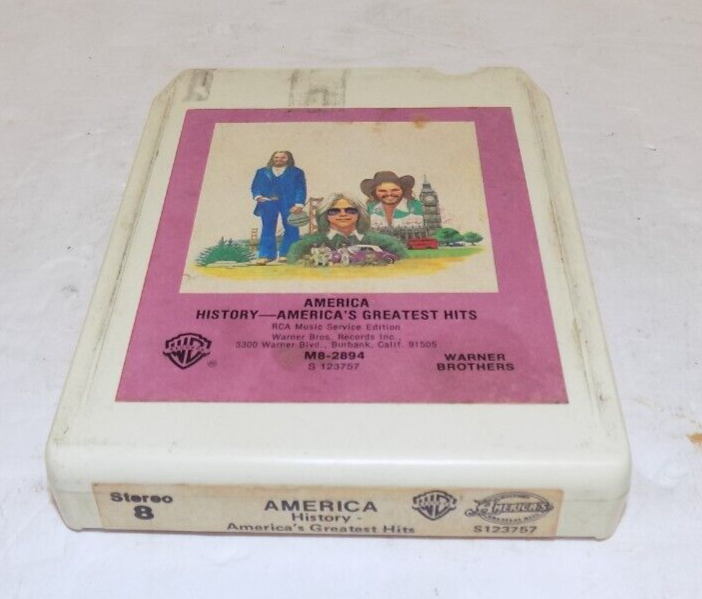 AMERICA
HISTORY—AMERICA'S GREATEST HITS
RCA Music Service Edition
Warner Bros. Records Inc.,
3300 Warner Blvd., Burbank, Calif. 91505
M8-2894
S 123757
WARNER
BROTHERS
Stereo
8
AMERICA
History -
America's Greatest Hits
AMERICA'S
S123757